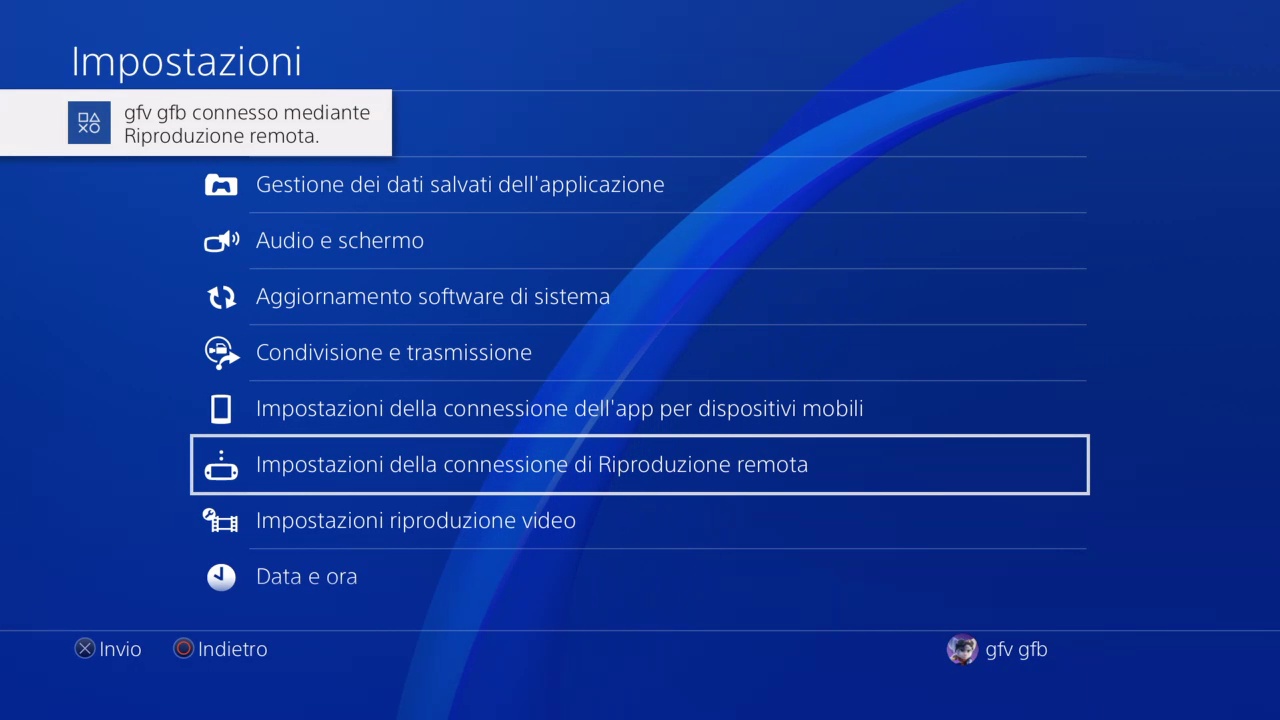 Impostazioni
gfv gfb connesso mediante
Riproduzione remota.
Gestione dei dati salvati dell'applicazione
Audio e schermo
Aggiornamento software di sistema
Condivisione e trasmissione
Impostazioni della connessione dell'app per dispositivi mobili
Impostazioni della connessione di Riproduzione remota
Impostazioni riproduzione video
Data e ora
Invio Indietro gfv gfb